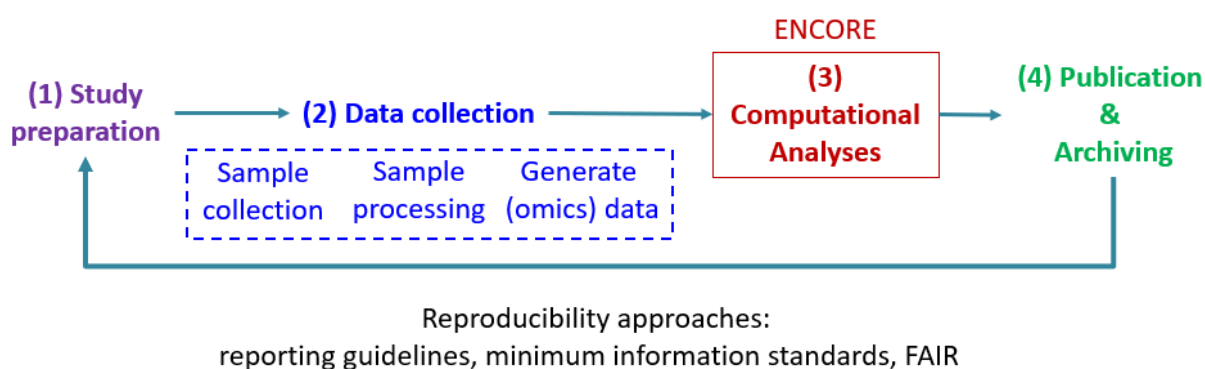 ENCORE
(1) Study
preparation
(2) Data collection
Sample
collection
Sample
processing
Generate
(omics) data
(3)
Computational
Analyses
(4) Publication
&
Archiving
Reproducibility approaches:
reporting guidelines, minimum information standards, FAIR